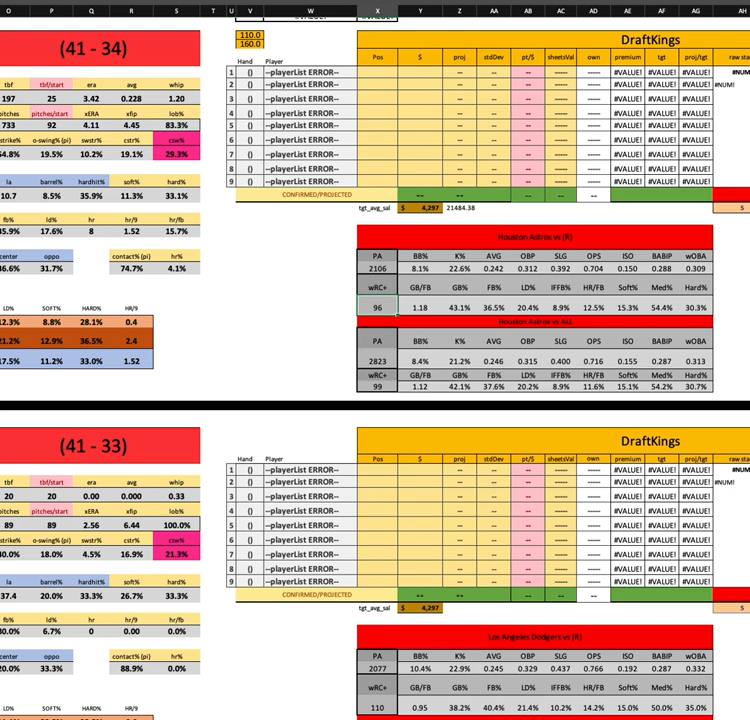 O P Q R S T U V W X Y Z AA AB AC AD AE AF AG AH
#VALUE!
(41 - 34)
110.0
160.0
DraftKings
Hand Player Pos $ proj stdDev pt/$ sheetsVal own premium tgt proj/tgt raw sta
tbf tbf/start era avg whip
197 25 3.42 0.228 1.20
pitches pitches/start xERA xfip lob%
733 92 4.11 4.45 83.3%
strike% o-swing% (pi) swstr% cstr% csw%
54.8% 19.5% 10.2% 19.1% 29.3%
la barrel% hardhit% soft% hard%
10.7 8.5% 35.9% 11.3% 33.1%
fb% ld% hr hr/9 hr/fb
35.9% 17.6% 8 1.52 15.7%
center oppo contact% (pi) hr%
36.6% 31.7% 74.7% 4.1%
LD% SOFT% HARD% HR/9
12.3% 8.8% 28.1% 0.4
21.2% 12.9% 36.5% 2.4
17.5% 11.2% 33.0% 1.52
1 () --playerList ERROR-- -- -- -- ----- ----- #VALUE! #VALUE! #VALUE! #NUM
2 () --playerList ERROR-- -- -- -- ----- ----- #VALUE! #VALUE! #VALUE! #NUM!
3 () --playerList ERROR-- -- -- -- ----- ----- #VALUE! #VALUE! #VALUE!
4 () --playerList ERROR-- -- -- -- ----- ----- #VALUE! #VALUE! #VALUE!
5 () --playerList ERROR-- -- -- -- ----- ----- #VALUE! #VALUE! #VALUE!
6 () --playerList ERROR-- -- -- -- ----- ----- #VALUE! #VALUE! #VALUE!
7 () --playerList ERROR-- -- -- -- ----- ----- #VALUE! #VALUE! #VALUE!
8 () --playerList ERROR-- -- -- -- ----- ----- #VALUE! #VALUE! #VALUE!
9 () --playerList ERROR-- -- -- -- ----- ----- #VALUE! #VALUE! #VALUE!
CONFIRMED/PROJECTED -- -- --
tgt_avg_sal $ 4,297 21484.38 $
Houston Astros vs (R)
PA BB% K% AVG OBP SLG OPS ISO BABIP wOBA
2106 8.1% 22.6% 0.242 0.312 0.392 0.704 0.150 0.288 0.309
wRC+ GB/FB GB% FB% LD% IFFB% HR/FB Soft% Med% Hard%
96 1.18 43.1% 36.5% 20.4% 8.9% 12.5% 15.3% 54.4% 30.3%
Houston Astros vs ALL
PA BB% K% AVG OBP SLG OPS ISO BABIP wOBA
2823 8.4% 21.2% 0.246 0.315 0.400 0.716 0.155 0.287 0.313
wRC+ GB/FB GB% FB% LD% IFFB% HR/FB Soft% Med% Hard%
99 1.12 42.1% 37.6% 20.2% 8.9% 11.6% 15.1% 54.2% 30.7%
(41 - 33)
DraftKings
Hand Player Pos $ proj stdDev pt/$ sheetsVal own premium tgt proj/tgt raw sta
tbf tbf/start era avg whip
20 20 0.00 0.000 0.33
pitches pitches/start xERA xfip lob%
89 89 2.56 6.44 100.0%
strike% o-swing% (pi) swstr% cstr% csw%
40.0% 18.0% 4.5% 16.9% 21.3%
la barrel% hardhit% soft% hard%
37.4 20.0% 33.3% 26.7% 33.3%
fb% ld% hr hr/9 hr/fb
80.0% 6.7% 0 0.00 0.0%
center oppo contact% (pi) hr%
20.0% 33.3% 88.9% 0.0%
LD% SOFT% HARD% HR/9
1 () --playerList ERROR-- -- -- -- ----- ----- #VALUE! #VALUE! #VALUE! #NUM
2 () --playerList ERROR-- -- -- -- ----- ----- #VALUE! #VALUE! #VALUE! #NUM!
3 () --playerList ERROR-- -- -- -- ----- ----- #VALUE! #VALUE! #VALUE!
4 () --playerList ERROR-- -- -- -- ----- ----- #VALUE! #VALUE! #VALUE!
5 () --playerList ERROR-- -- -- -- ----- ----- #VALUE! #VALUE! #VALUE!
6 () --playerList ERROR-- -- -- -- ----- ----- #VALUE! #VALUE! #VALUE!
7 () --playerList ERROR-- -- -- -- ----- ----- #VALUE! #VALUE! #VALUE!
8 () --playerList ERROR-- -- -- -- ----- ----- #VALUE! #VALUE! #VALUE!
9 () --playerList ERROR-- -- -- -- ----- ----- #VALUE! #VALUE! #VALUE!
CONFIRMED/PROJECTED -- -- --
tgt_avg_sal $ 4,297 $
Los Angeles Dodgers vs (R)
PA BB% K% AVG OBP SLG OPS ISO BABIP wOBA
2077 10.4% 22.9% 0.245 0.329 0.437 0.766 0.192 0.287 0.332
wRC+ GB/FB GB% FB% LD% IFFB% HR/FB Soft% Med% Hard%
110 0.95 38.2% 40.4% 21.4% 10.2% 14.2% 15.0% 50.0% 35.0%